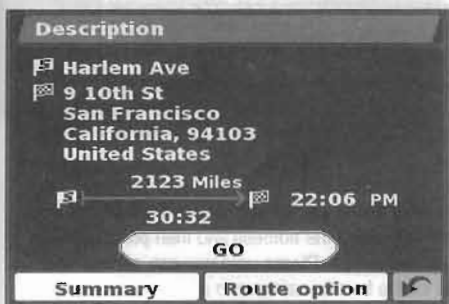 Description
Harlem Ave
9 10th St
San Francisco
California, 94103
United States
2123 Miles
22:06 PM
30:32
GO
Summary
Route option